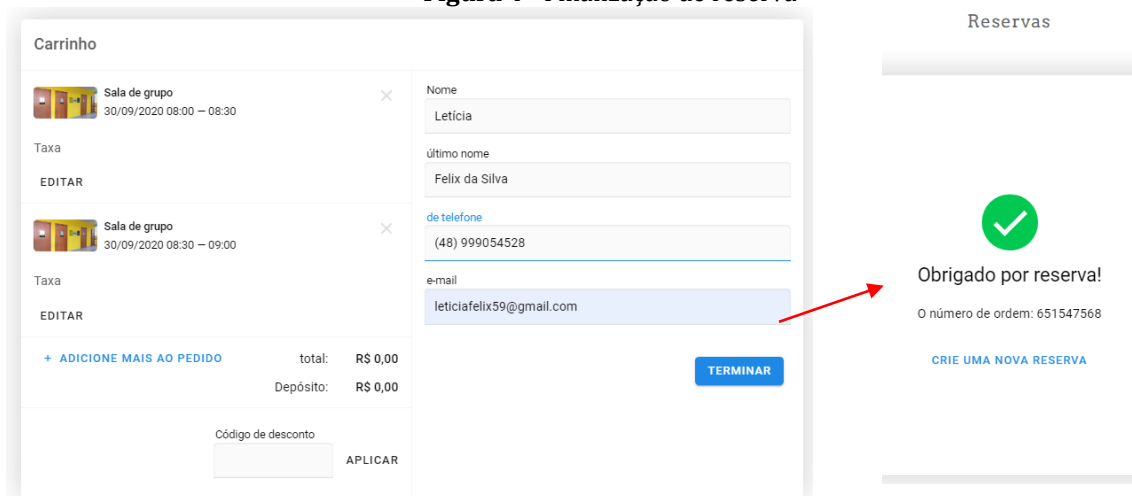 Reservas
Carrinho
Sala de grupo
30/09/2020 08:00 — 08:30
Taxa
EDITAR
Sala de grupo
30/09/2020 08:30 — 09:00
Taxa
EDITAR
+ ADICIONE MAIS AO PEDIDO
total: R$ 0,00
Depósito: R$ 0,00
Código de desconto
APLICAR
Nome
Letícia
último nome
Felix da Silva
de telefone
(48) 999054528
e-mail
leticiafelix59@gmail.com
TERMINAR
Obrigado por reserva!
O número de ordem: 651547568
CRIE UMA NOVA RESERVA